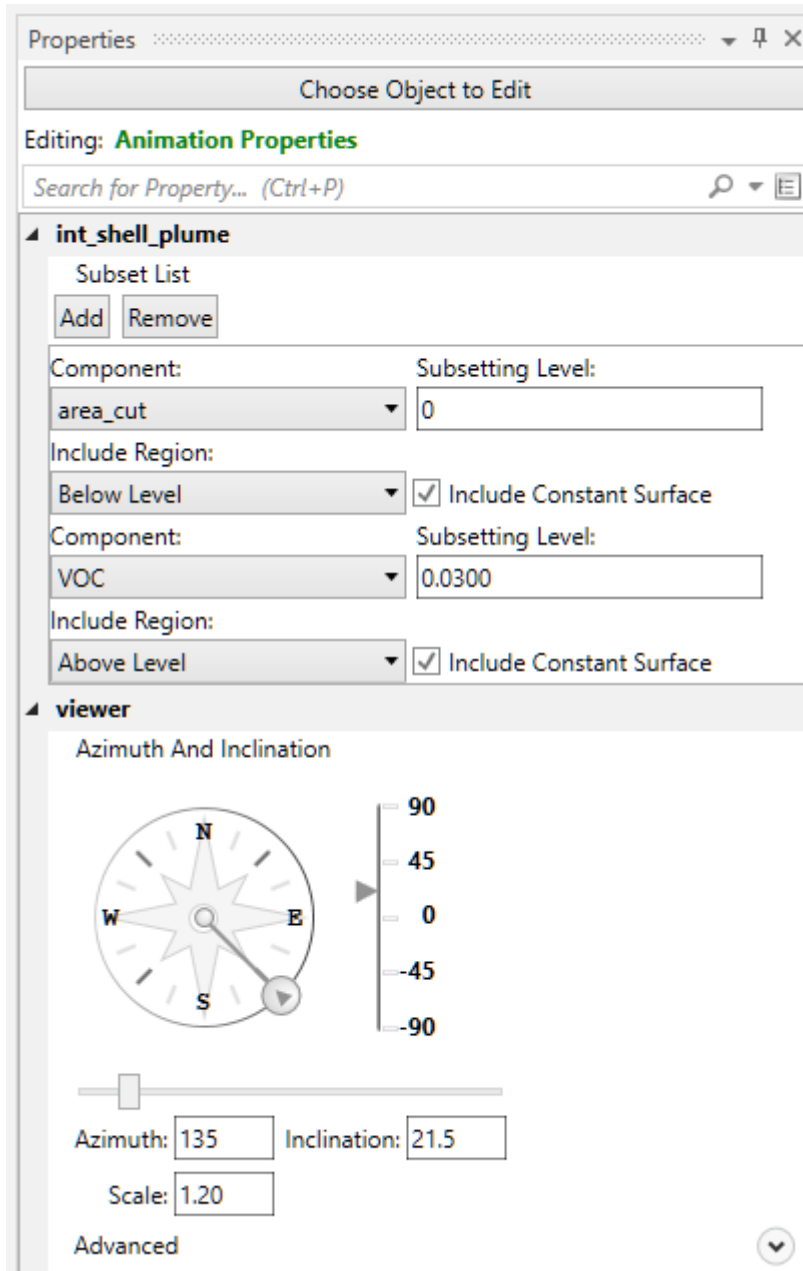 Properties
Choose Object to Edit
Editing: Animation Properties
Search for Property... (Ctrl+P)
int_shell_plume
Subset List
Add Remove
Component: Subsetting Level:
area_cut 0
Include Region:
Below Level Include Constant Surface
Component: Subsetting Level:
VOC 0.0300
Include Region:
Above Level Include Constant Surface
viewer
Azimuth And Inclination
N
W E
S
90
45
0
-45
-90
Azimuth: 135 Inclination: 21.5
Scale: 1.20
Advanced